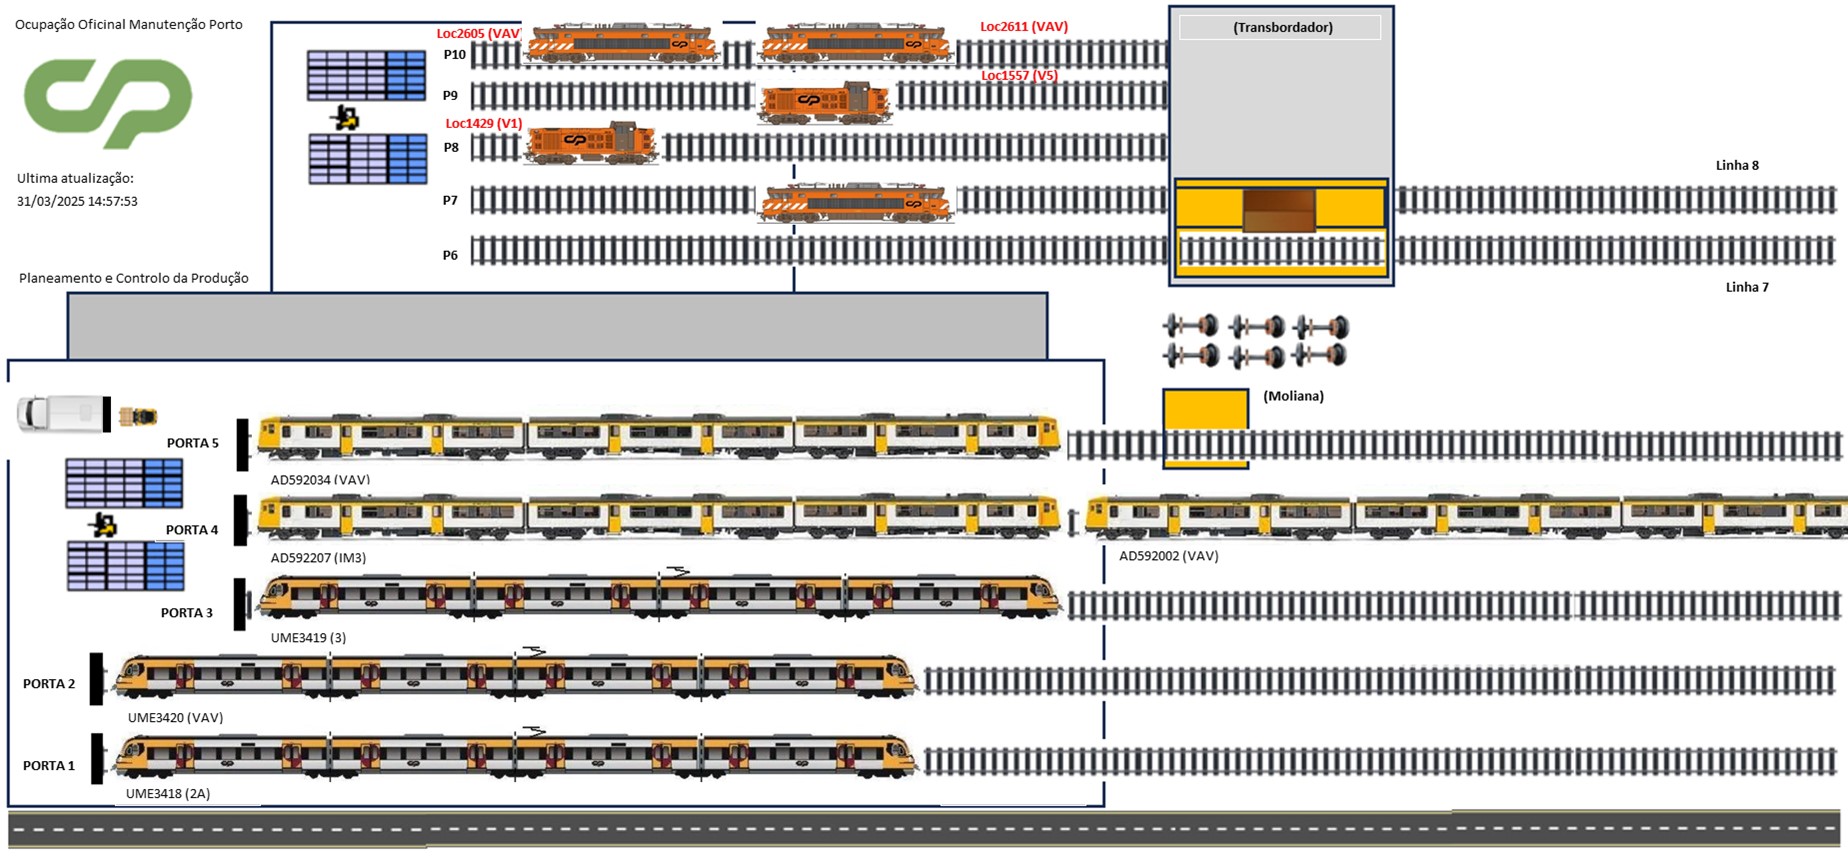 Ocupação Oficinal Manutenção Porto
CP
Ultima atualização:
31/03/2025 14:57:53
Planeamento e Controlo da Produção
Loc2605 (VAV)
Loc2611 (VAV)
P10
Loc1557 (V5)
P9
Loc1429 (V1)
P8
P7
P6
(Transbordador)
Linha 8
Linha 7
(Moliana)
PORTA 5
AD592034 (VAV)
PORTA 4
AD592207 (IM3)
AD592002 (VAV)
PORTA 3
UME3419 (3)
PORTA 2
UME3420 (VAV)
PORTA 1
UME3418 (2A)